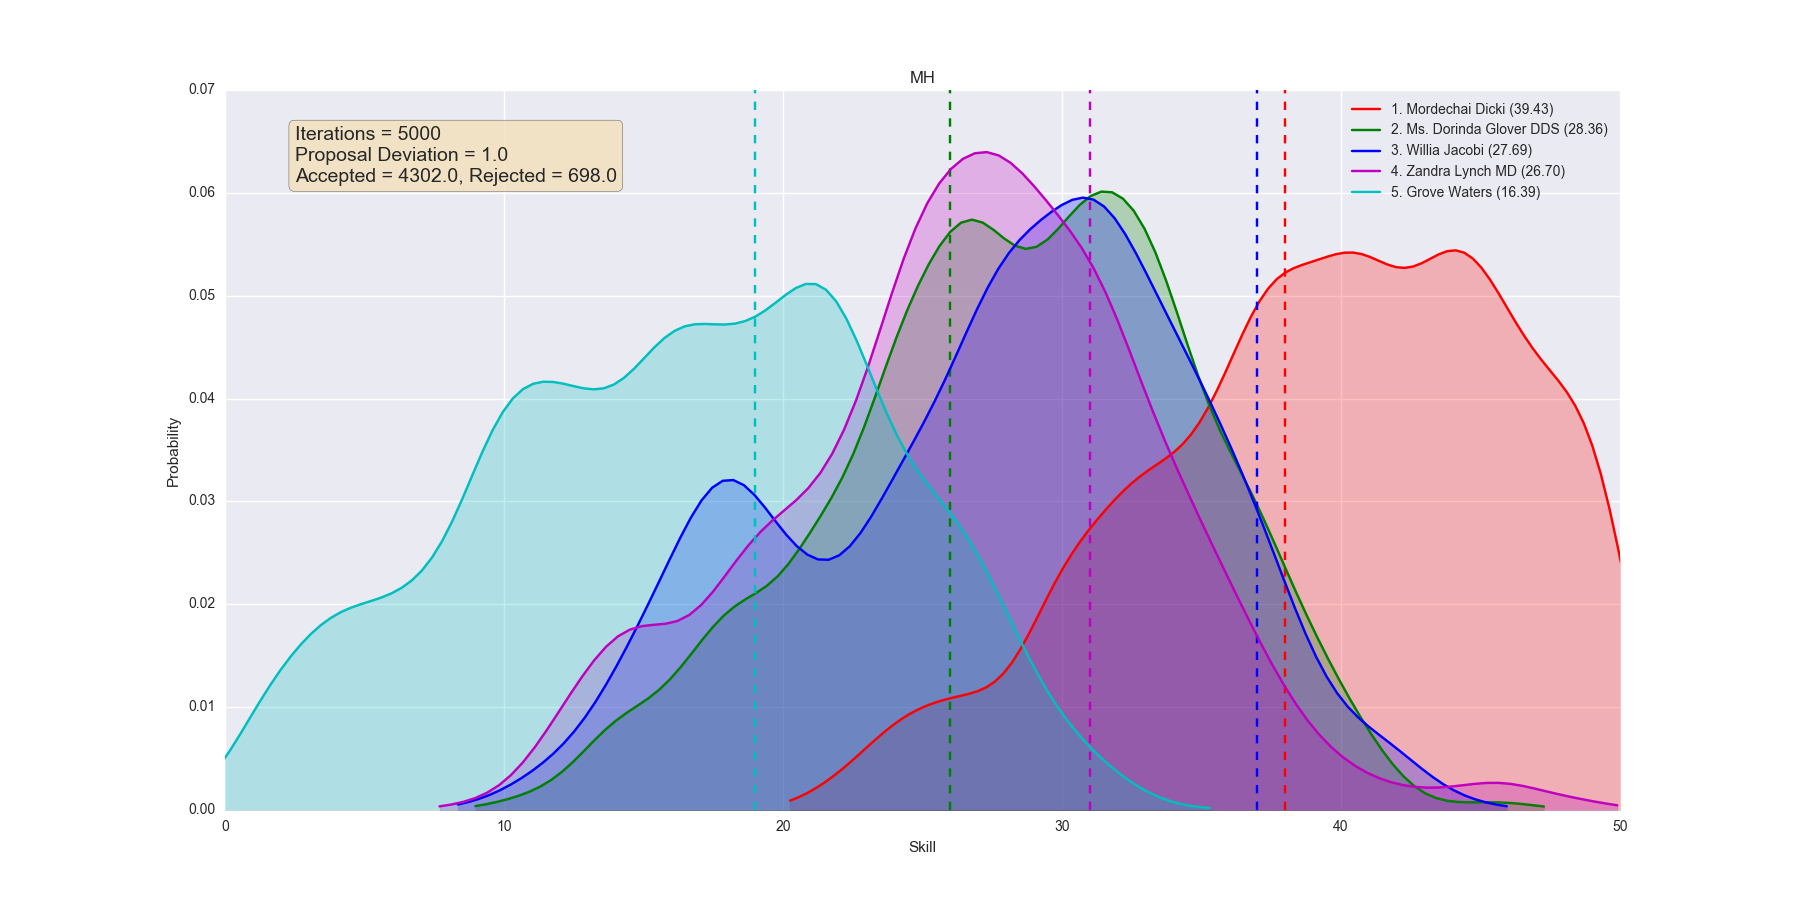 MH
0.07
0.06
0.05
0.04
0.03
0.02
0.01
0.00
Probability
Iterations = 5000
Proposal Deviation = 1.0
Accepted = 4302.0, Rejected = 698.0
1. Mordechai Dicki (39.43)
2. Ms. Dorinda Glover DDS (28.36)
3. Willia Jacobi (27.69)
4. Zandra Lynch MD (26.70)
5. Grove Waters (16.39)
0 10 20 30 40 50
Skill